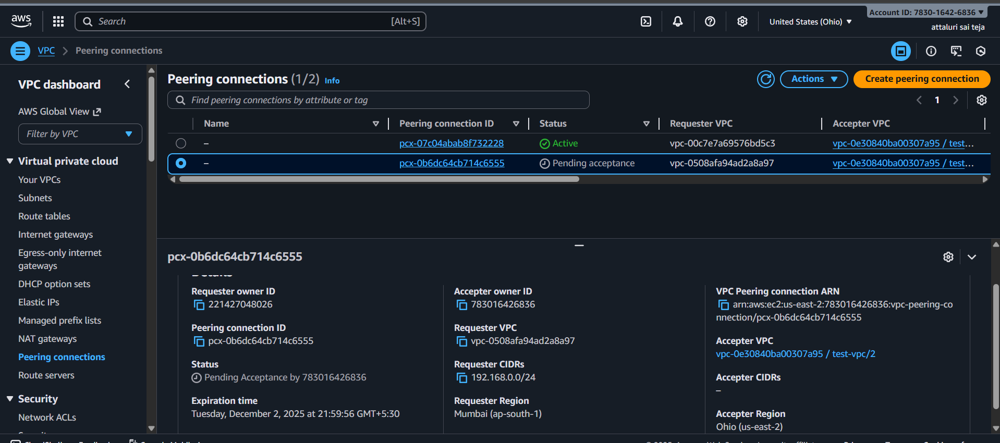 aws
Search
[Alt+S]
United States (Ohio)
Account ID: 7830-1642-6836
attaluri sai teja
VPC
Peering connections
VPC dashboard
AWS Global View
Filter by VPC
Virtual private cloud
Your VPCs
Subnets
Route tables
Internet gateways
Egress-only internet
gateways
DHCP option sets
Elastic IPs
Managed prefix lists
NAT gateways
Peering connections
Route servers
Security
Network ACLs
Peering connections (1/2) Info
Actions
Create peering connection
Find peering connections by attribute or tag
1
Name Peering connection ID Status Requester VPC Accepter VPC
– pcx-07c04abab8f732228 Active vpc-00c7e7a69576bd5c3 vpc-0e30840ba00307a95 / test...
– pcx-0b6dc64cb714c6555 Pending acceptance vpc-0508afa94ad2a8a97 vpc-0e30840ba00307a95 / test...
pcx-0b6dc64cb714c6555
Details
Requester owner ID
221427048026
Peering connection ID
pcx-0b6dc64cb714c6555
Status
Pending Acceptance by 783016426836
Expiration time
Tuesday, December 2, 2025 at 21:59:56 GMT+5:30
Accepter owner ID
783016426836
Requester VPC
vpc-0508afa94ad2a8a97
Requester CIDRs
192.168.0.0/24
Requester Region
Mumbai (ap-south-1)
VPC Peering connection ARN
arn:aws:ec2:us-east-2:783016426836:vpc-peering-co
nnection/pcx-0b6dc64cb714c6555
Accepter VPC
vpc-0e30840ba00307a95 / test-vpc/2
Accepter CIDRs
–
Accepter Region
Ohio (us-east-2)